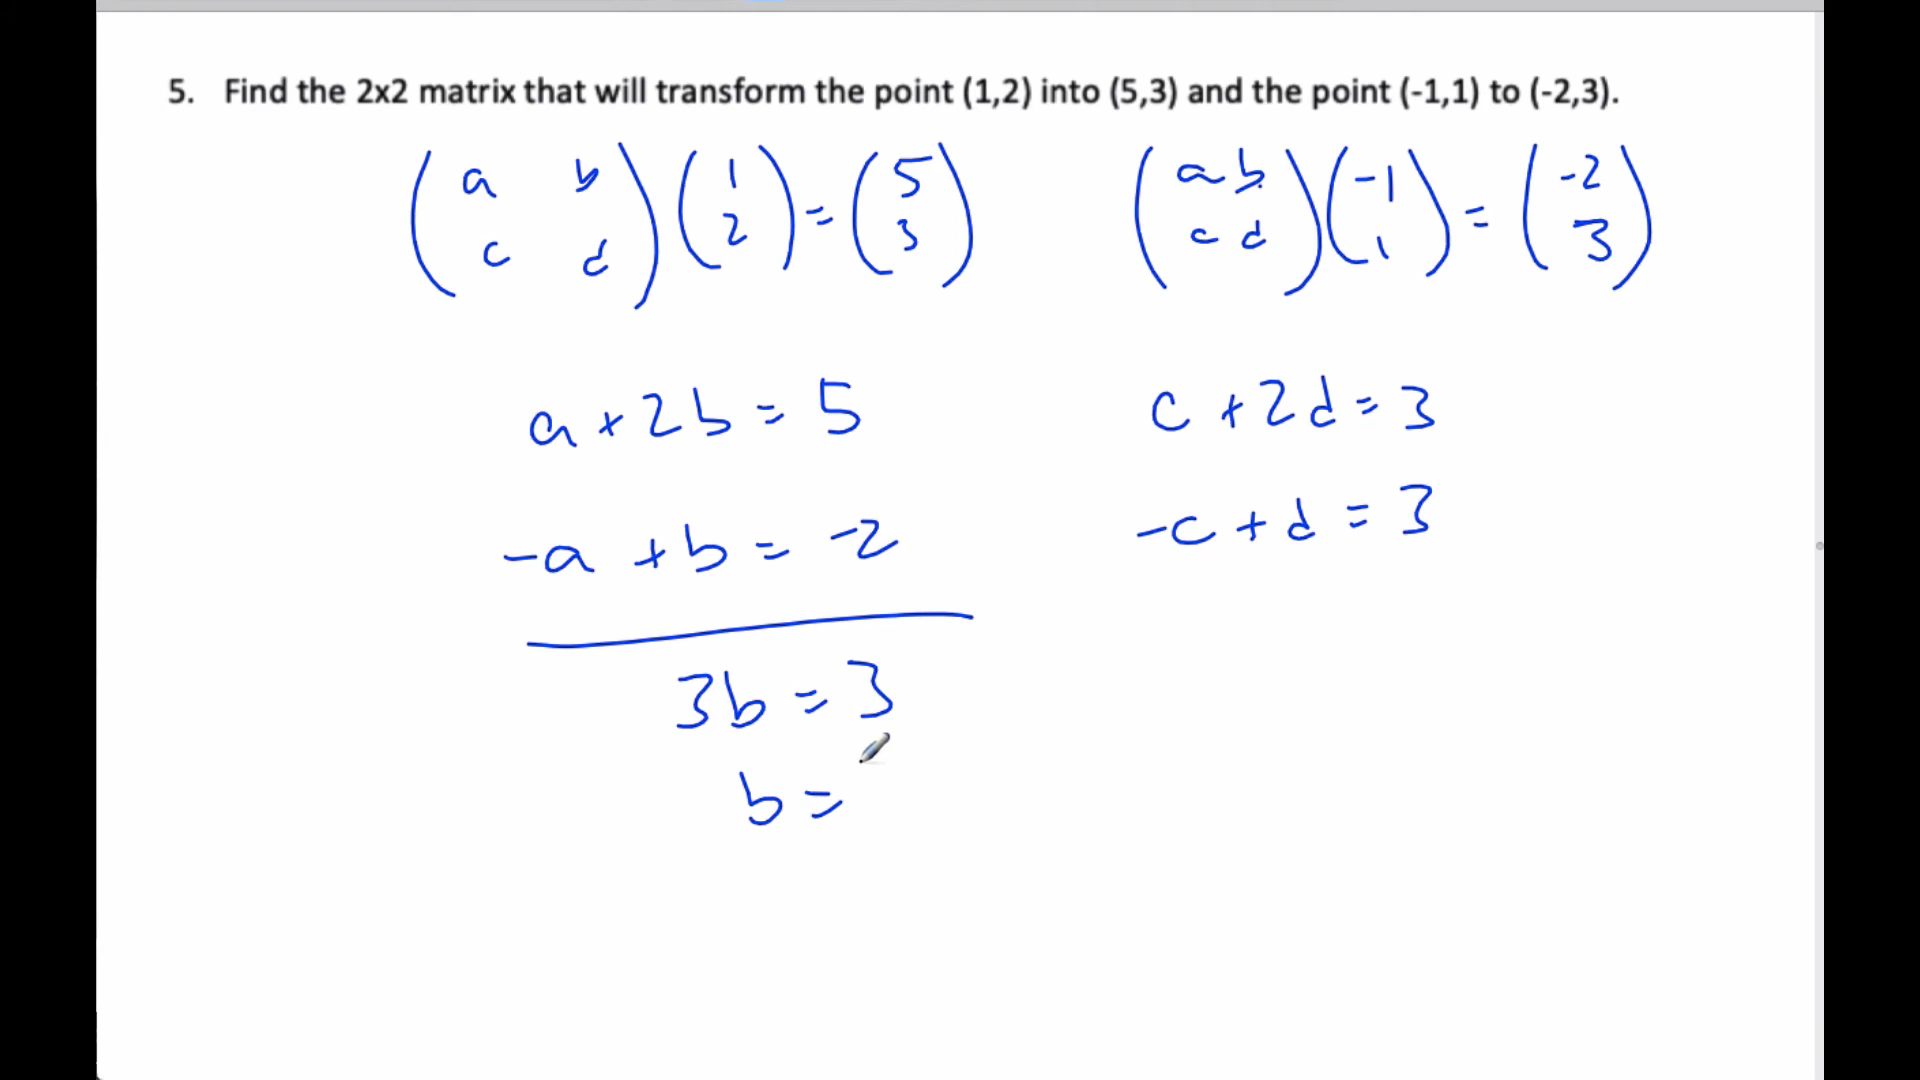 5. Find the 2x2 matrix that will transform the point (1,2) into (5,3) and the point (-1,1) to (-2,3).
(a b) (1) = (5) (a b) (-1) = (-2)
(c d) (2) (3) (c d) (1) (3)
a + 2b = 5 c + 2d = 3
-a + b = -2 -c + d = 3
3b = 3
b =